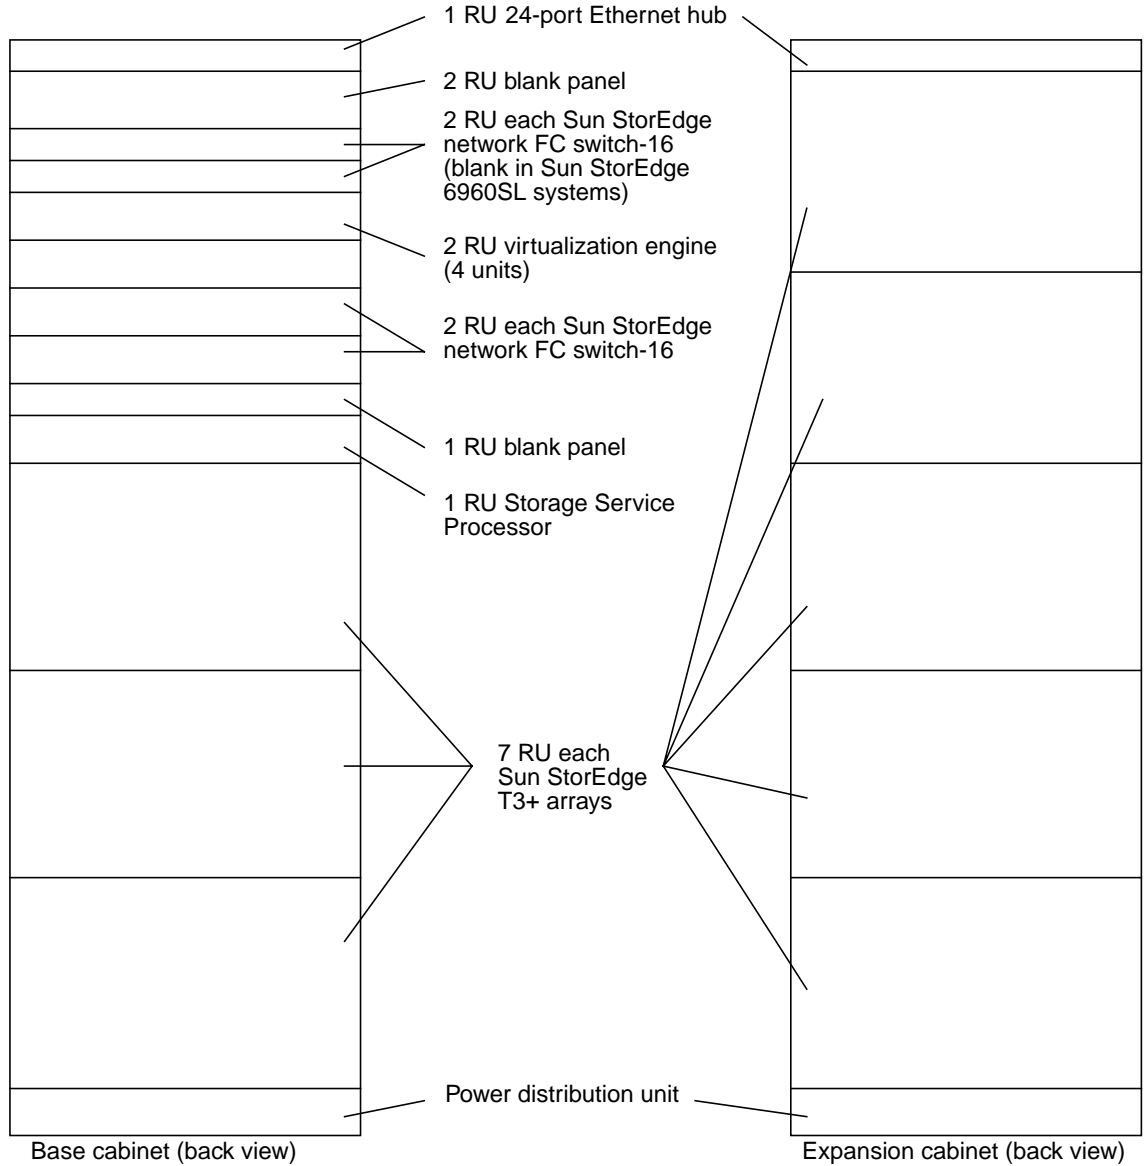 1 RU 24-port Ethernet hub
2 RU blank panel
2 RU each Sun StorEdge
network FC switch-16
(blank in Sun StorEdge
6960SL systems)
2 RU virtualization engine
(4 units)
2 RU each Sun StorEdge
network FC switch-16
1 RU blank panel
1 RU Storage Service
Processor
7 RU each
Sun StorEdge
T3+ arrays
Power distribution unit
Base cabinet (back view)
Expansion cabinet (back view)